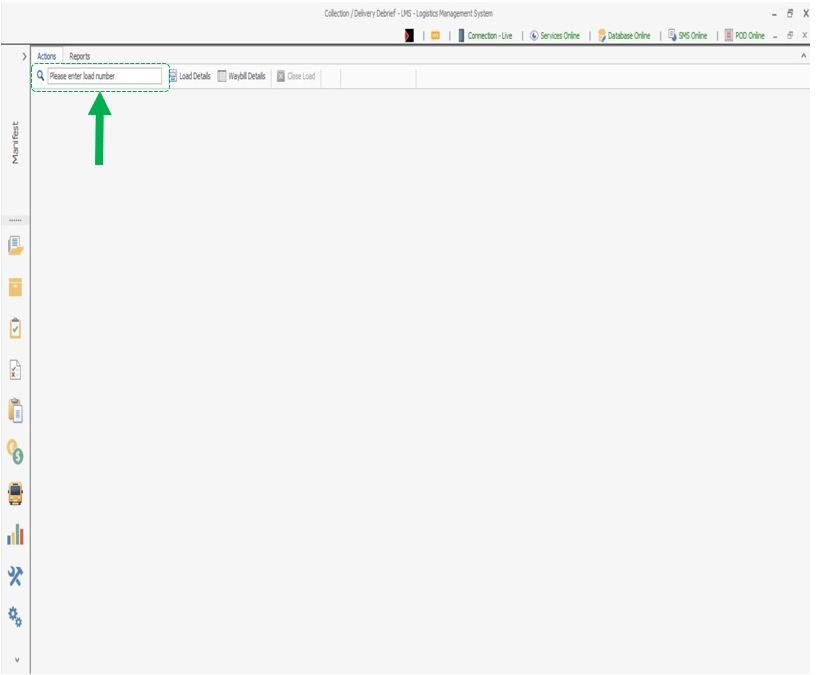 Collection / Delivery Debrief - LMS - Logistics Management System
Connection - Live | Services Online | Database Online | SMS Online | POD Online
Actions Reports
Please enter load number Load Details Waybill Details Close Load
Manifest